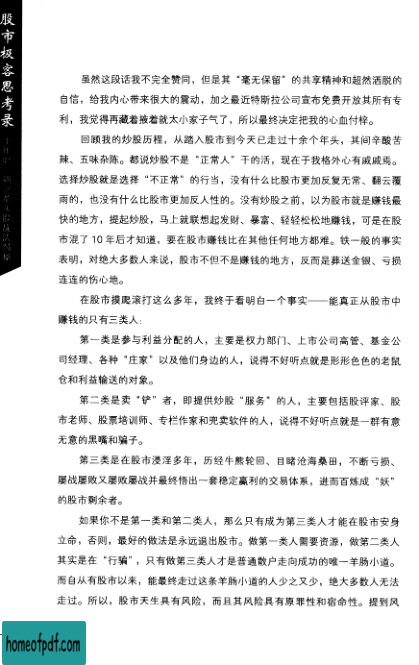 股市极客思考录
虽然这段话我不完全赞同，但是其“毫无保留”的共享精神和超然洒脱的
自信，给我内心带来很大的震动，加之最近特斯拉公司宣布免费开放其所有专
利，我觉得再藏着掖着就太小家子气了，所以最终决定把我的心血付梓。
回顾我的炒股历程，从踏入股市到今天已走过十余个年头，其间辛酸苦
辣、五味杂陈。都说炒股不是“正常人”干的活，现在于我格外心有戚戚焉。
选择炒股就是选择“不正常”的行当，没有什么比股市更加反复无常、翻云覆
雨的，也没有什么比股市更加反人性的。没有炒股之前，以为股市就是赚钱最
快的地方，提起炒股，马上就联想起发财、暴富、轻轻松松地赚钱，可是在股
市混了 10 年后才知道，要在股市赚钱比在其他任何地方都难。铁一般的事实
表明，对绝大多数人来说，股市不但不是赚钱的地方，反而是葬送金银、亏损
连连的伤心地。
在股市摸爬滚打这么多年，我终于看明白一个事实——能真正从股市中
赚钱的只有三类人：
第一类是参与利益分配的人，主要是权力部门、上市公司高管、基金公
司经理、各种“庄家”以及他们身边的人，说得不好听点就是形形色色的老鼠
仓和利益输送的对象。
第二类是卖“铲”者，即提供炒股“服务”的人，主要包括股评家、股
市老师、股票培训师、专栏作家和兜卖软件的人，说得不好听点就是一群有意
无意的黑嘴和骗子。
第三类是在股市浸淫多年，历经牛熊轮回、目睹沧海桑田，不断亏损、
屡战屡败又屡败屡战并最终悟出一套稳定赢利的交易体系，进而百炼成“妖”
的股市剩余者。
如果你不是第一类和第二类人，那么只有成为第三类人才能在股市安身
立命，否则，最好的做法是永远退出股市。做第一类人需要资源，做第二类人
其实是在“行骗”，只有做第三类人才是普通散户走向成功的唯一羊肠小道。
而自从有股市以来，能最终走过这条羊肠小道的人少之又少，绝大多数人无法
走过。所以，股市天生具有风险，而且其风险具有原罪性和宿命性。提到风
homeofpdf.com